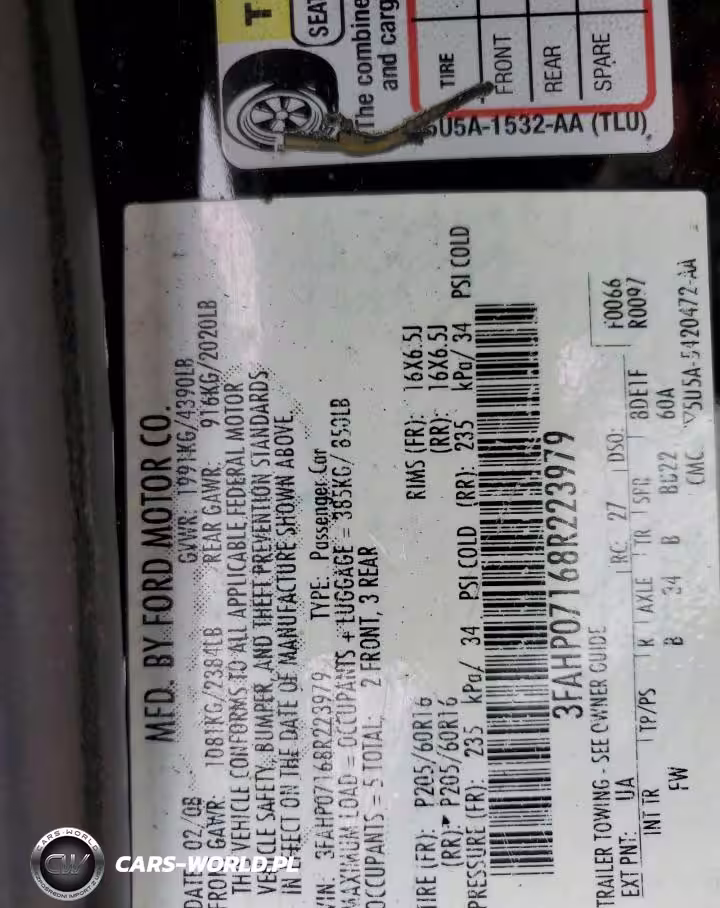 T
SEAT
The combine
and carg
TIRE
FRONT
REAR
SPARE
5U5A-1532-AA (TLU)
MFD. BY FORD MOTOR CO.
DATE: 02/08 GVWR: 1991KG/4390LB
FRONT GAWR: 1081KG/2384LB REAR GAWR: 916KG/2020LB
THIS VEHICLE CONFORMS TO ALL APPLICABLE FEDERAL MOTOR
VEHICLE SAFETY, BUMPER, AND THEFT PREVENTION STANDARDS
IN EFFECT ON THE DATE OF MANUFACTURE SHOWN ABOVE.
VIN: 3FAHP07168R223979 TYPE: Passenger Car
MAXIMUM LOAD = OCCUPANTS + LUGGAGE = 385KG/ 850LB
OCCUPANTS = 5 TOTAL; 2 FRONT, 3 REAR
TIRE (FR): P205/60R16 RIMS (FR): 16X6.5J
(RR): P205/60R16 (RR): 16X6.5J
PRESSURE (FR): 235 kPa/ 34 PSI COLD (RR): 235 kPa/ 34 PSI COLD
3FAHP07168R223979
TRAILER TOWING - SEE OWNER GUIDE
F0066
R0097
EXT PNT: UA RC: 27 DSO:
INT TR TP/PS R AXLE TR SPR 8DE1F
FW B 34 B BB22 60A
CMC ▽5U5A-5420472-AA
CARS-WORLD
CW
CARS-WORLD.PL